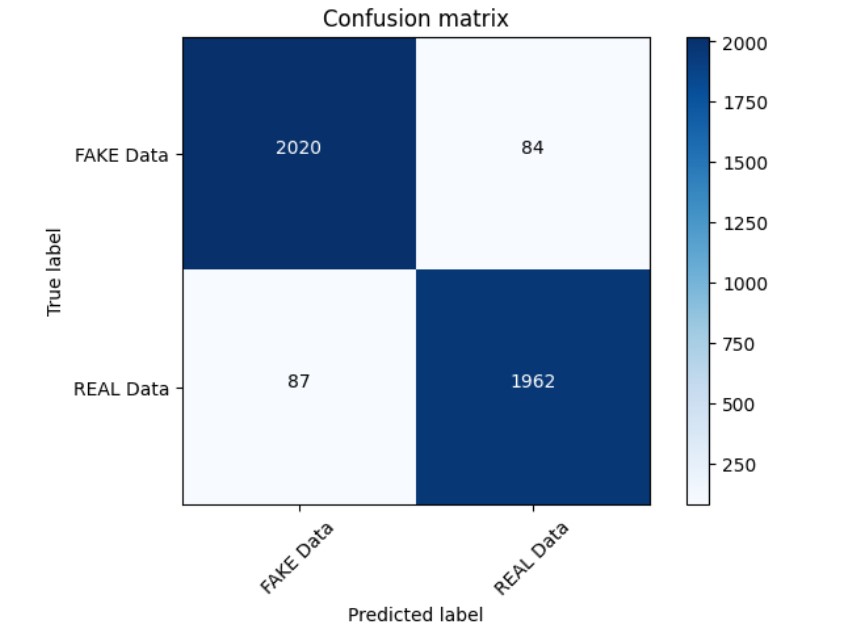 Confusion matrix
FAKE Data
2020
84
REAL Data
87
1962
True label
FAKE Data
REAL Data
Predicted label
2000
1750
1500
1250
1000
750
500
250